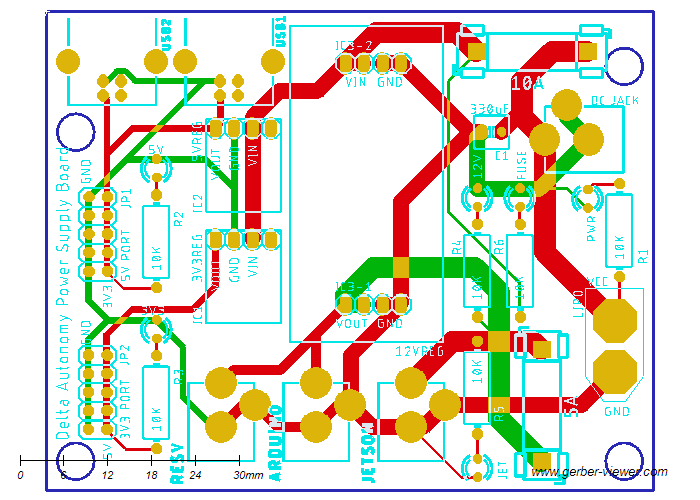 USB2
USB1
IC3-2
VIN GND
10A
330uF
C1
DC JACK
5V
GND
5VREG
VOUT
GND
VIN
IC2
12V
FUSE
JP1
R2
10K
5V PORT
3V3
3V3REG
GND
VIN
R4
10K
R6
10K
PWR
R1
10K
VCC
LIPO
GND
IC3-1
VOUT GND
12VREG
3V3
GND
JP2
3V3 PORT
5V
10K
R3
RESV
ARDUINO
JETSON
10K
R5
5A
JET
Delta Autonomy Power Supply Board
0 6 12 18 24 30mm
www.gerber-viewer.com